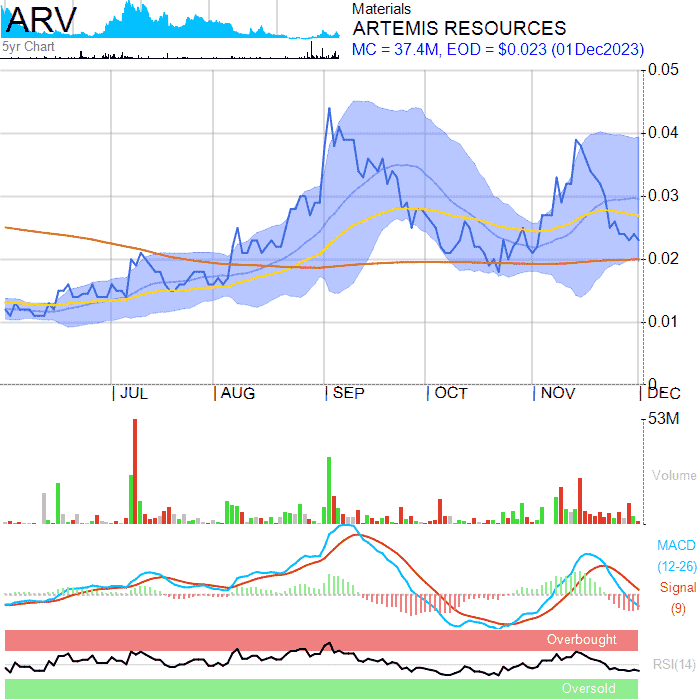 ARV
5yr Chart
Materials
ARTEMIS RESOURCES
MC = 37.4M, EOD = $0.023 (01Dec2023)
0.05
0.04
0.03
0.02
0.01
0
JUL AUG SEP OCT NOV DEC
53M
Volume
MACD
(12-26)
Signal
(9)
Overbought
RSI(14)
Oversold